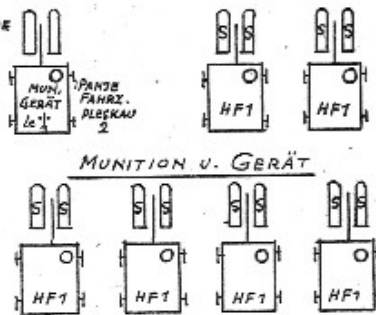 S S S S
MUN.
GERÄT
PANJE
FAHRZ.
PLESKAU
2
HF1 HF1
MUNITION U. GERÄT
S S S S S S S S
HF1 HF1 HF1 HF1